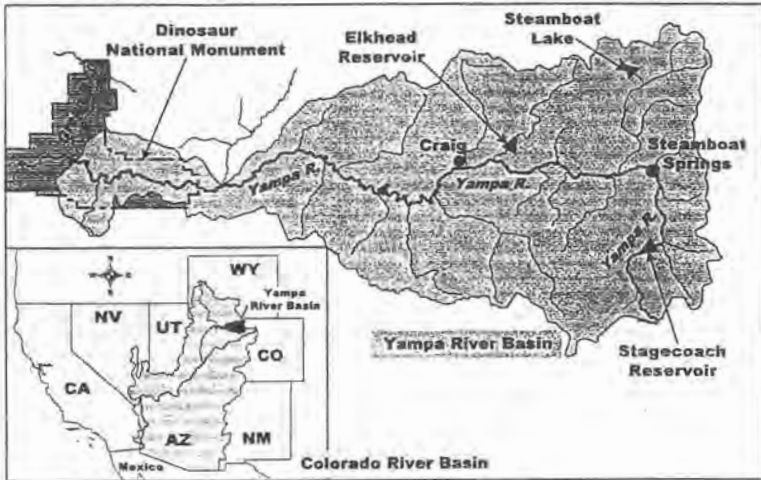 Dinosaur
National Monument
Elkhead
Reservoir
Steamboat
Lake
Craig
Steamboat
Springs
Yampa R.
Yampa R.
Yampa R.
Yampa River Basin
Stagecoach
Reservoir
WY
Yampa
River Basin
NV
UT
CO
CA
AZ
NM
Mexico
Colorado River Basin